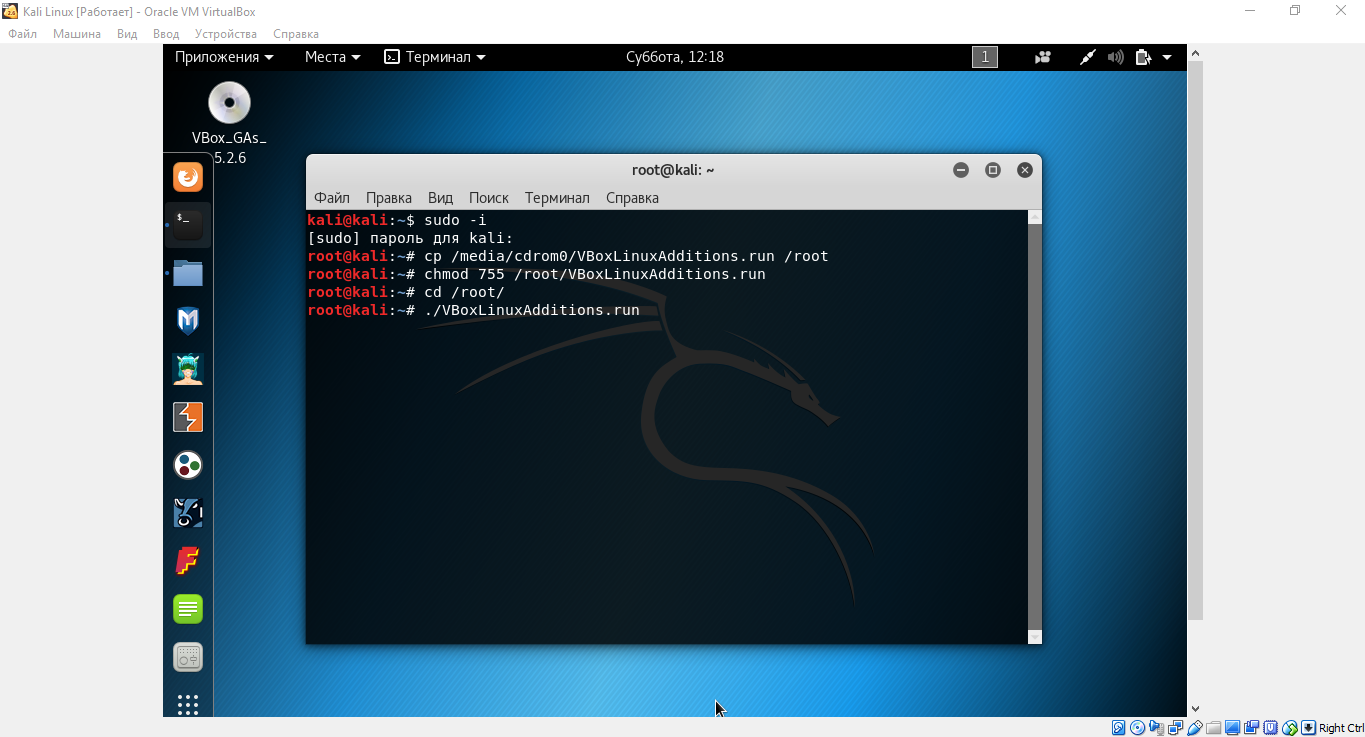 Kali Linux [Работает] - Oracle VM VirtualBox
Файл Машина Вид Ввод Устройства Справка
Приложения Места Терминал Суббота, 12:18 1
VBox_GAs_
5.2.6
root@kali: ~
Файл Правка Вид Поиск Терминал Справка
kali@kali:~$ sudo -i
[sudo] пароль для kali:
root@kali:~# cp /media/cdrom0/VBoxLinuxAdditions.run /root
root@kali:~# chmod 755 /root/VBoxLinuxAdditions.run
root@kali:~# cd /root/
root@kali:~# ./VBoxLinuxAdditions.run
$_
Right Ctrl